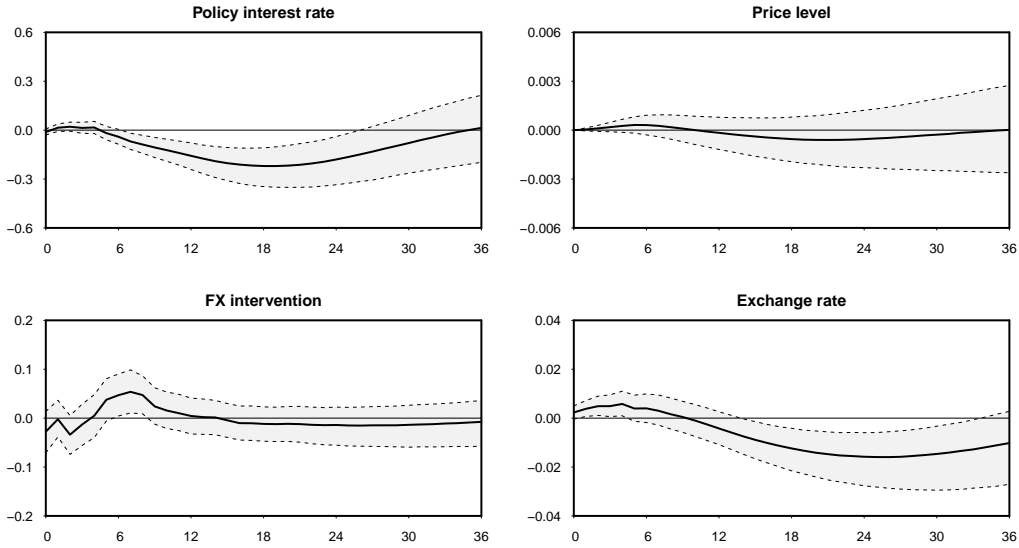 Policy interest rate
0.6
0.3
0.0
−0.3
−0.6
0 6 12 18 24 30 36
Price level
0.006
0.003
0.000
−0.003
−0.006
0 6 12 18 24 30 36
FX intervention
0.2
0.1
0.0
−0.1
−0.2
0 6 12 18 24 30 36
Exchange rate
0.04
0.02
0.00
−0.02
−0.04
0 6 12 18 24 30 36